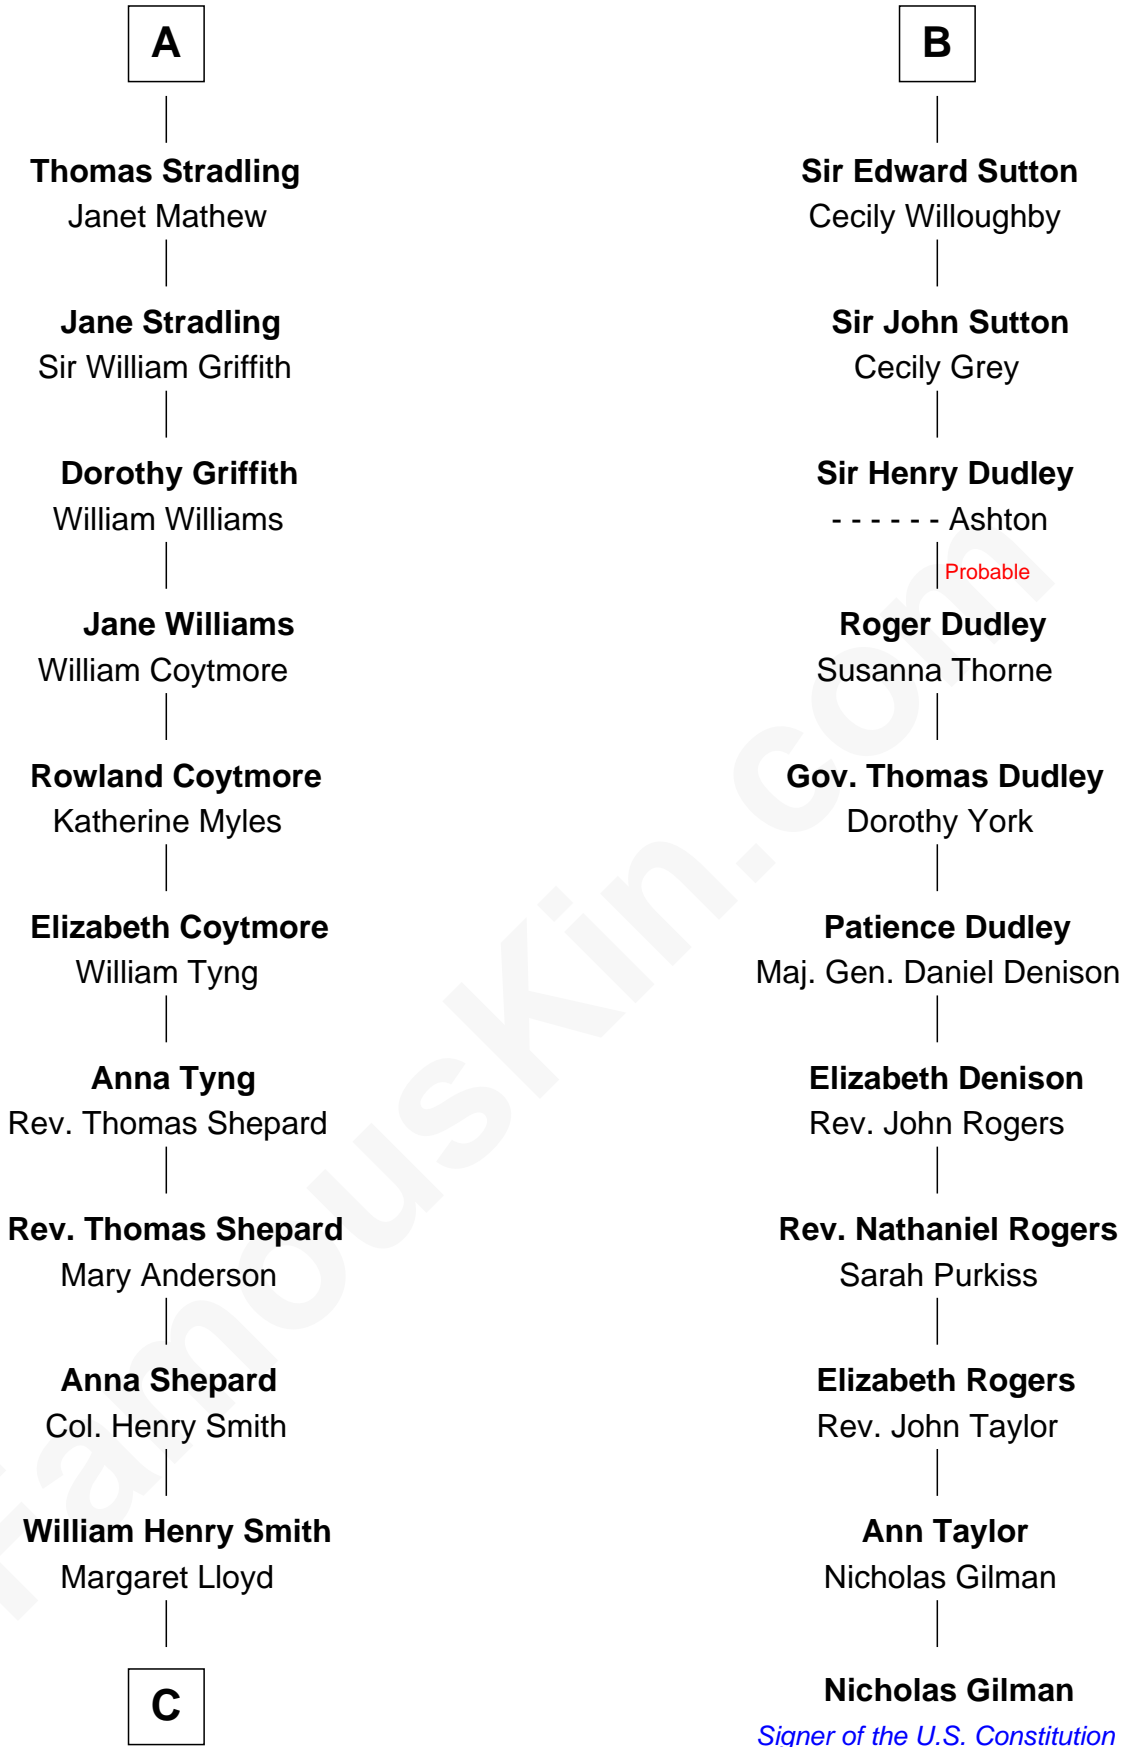 A
Thomas Stradling
Janet Mathew
Jane Stradling
Sir William Griffith
Dorothy Griffith
William Williams
Jane Williams
William Coytmore
Rowland Coytmore
Katherine Myles
Elizabeth Coytmore
William Tyng
Anna Tyng
Rev. Thomas Shepard
Rev. Thomas Shepard
Mary Anderson
Anna Shepard
Col. Henry Smith
William Henry Smith
Margaret Lloyd
C
B
Sir Edward Sutton
Cecily Willoughby
Sir John Sutton
Cecily Grey
Sir Henry Dudley
- - - - - - Ashton
Probable
Roger Dudley
Susanna Thorne
Gov. Thomas Dudley
Dorothy York
Patience Dudley
Maj. Gen. Daniel Denison
Elizabeth Denison
Rev. John Rogers
Rev. Nathaniel Rogers
Sarah Purkiss
Elizabeth Rogers
Rev. John Taylor
Ann Taylor
Nicholas Gilman
Nicholas Gilman
Signer of the U.S. Constitution
FamousKin.com